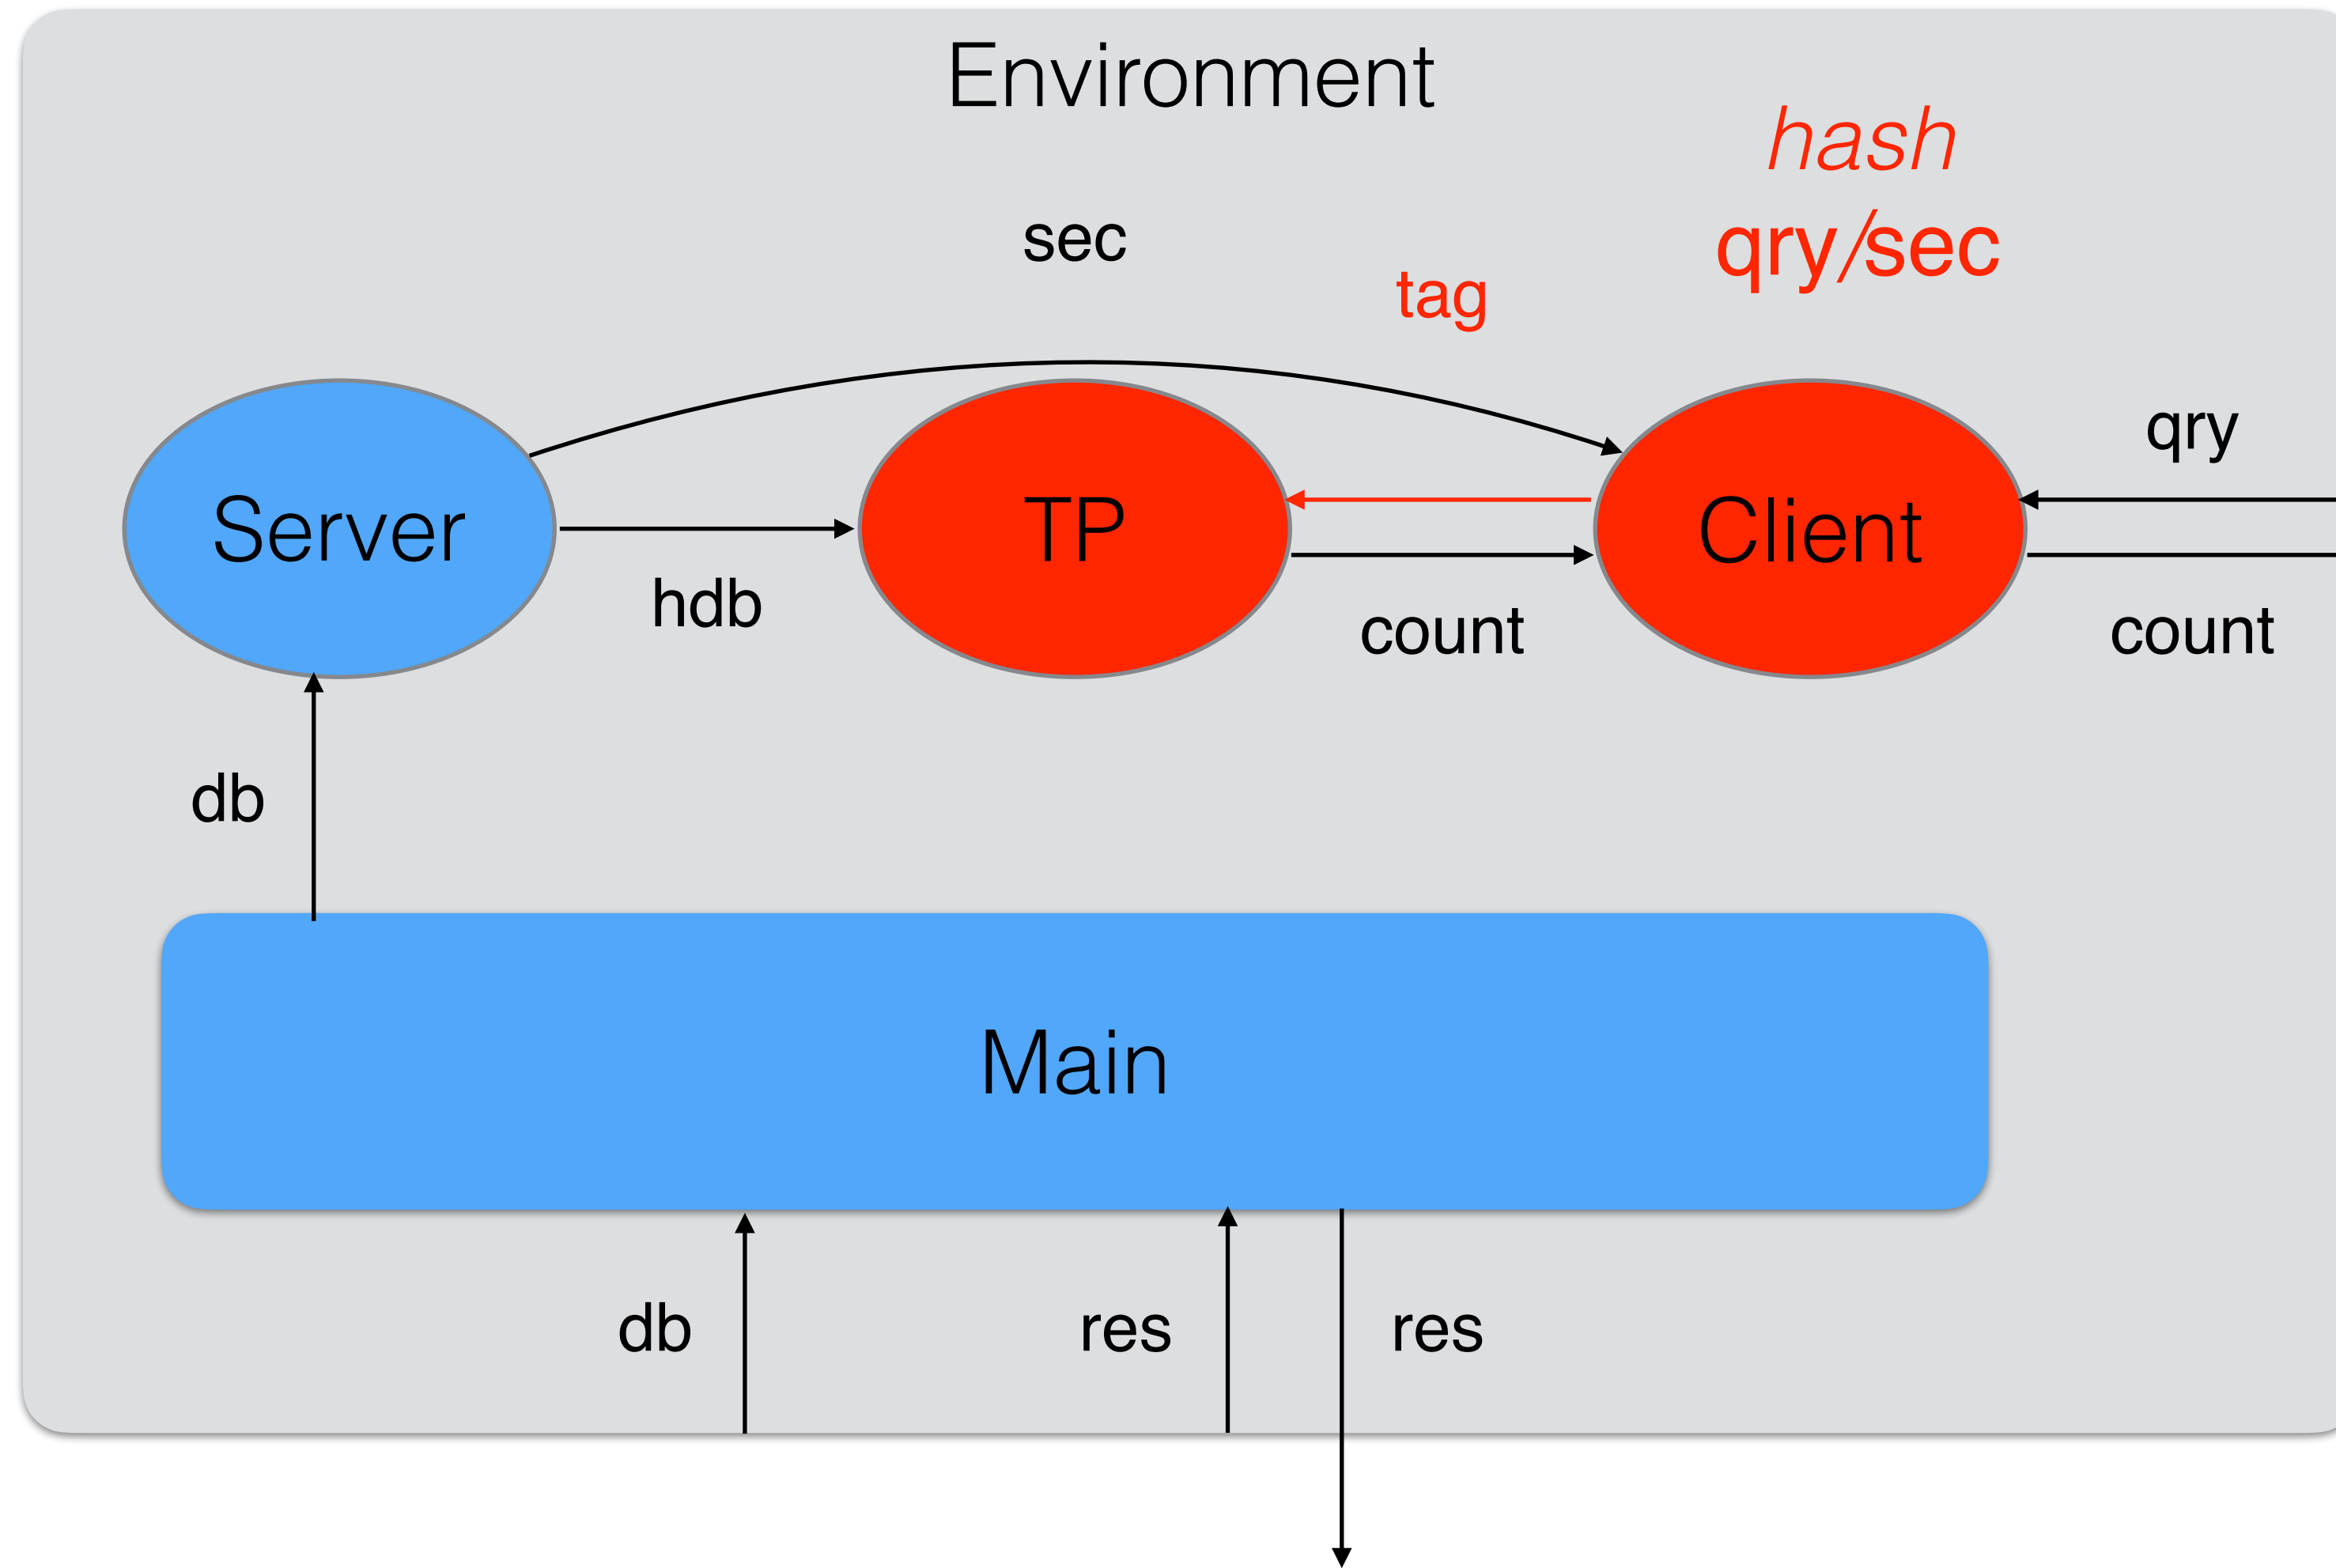 Environment
hash
qry/sec
sec
tag
qry
Server
TP
Client
hdb
count
count
db
Main
db
res
res